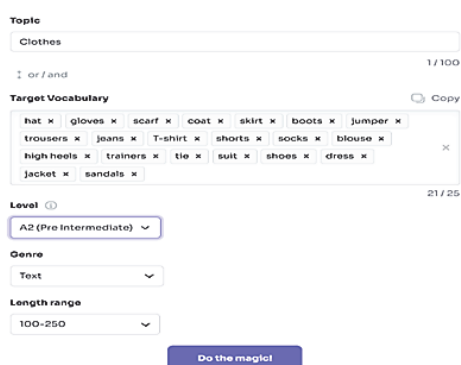 Topic
Clothes
1/100
↕ or / and
Target Vocabulary
Copy
hat × gloves × scarf × coat × skirt × boots × jumper ×
trousers × jeans × T-shirt × shorts × socks × blouse ×
high heels × trainers × tie × suit × shoes × dress ×
jacket × sandals ×
×
21/25
Level
A2 (Pre Intermediate)
Genre
Text
Length range
100-250
Do the magic!